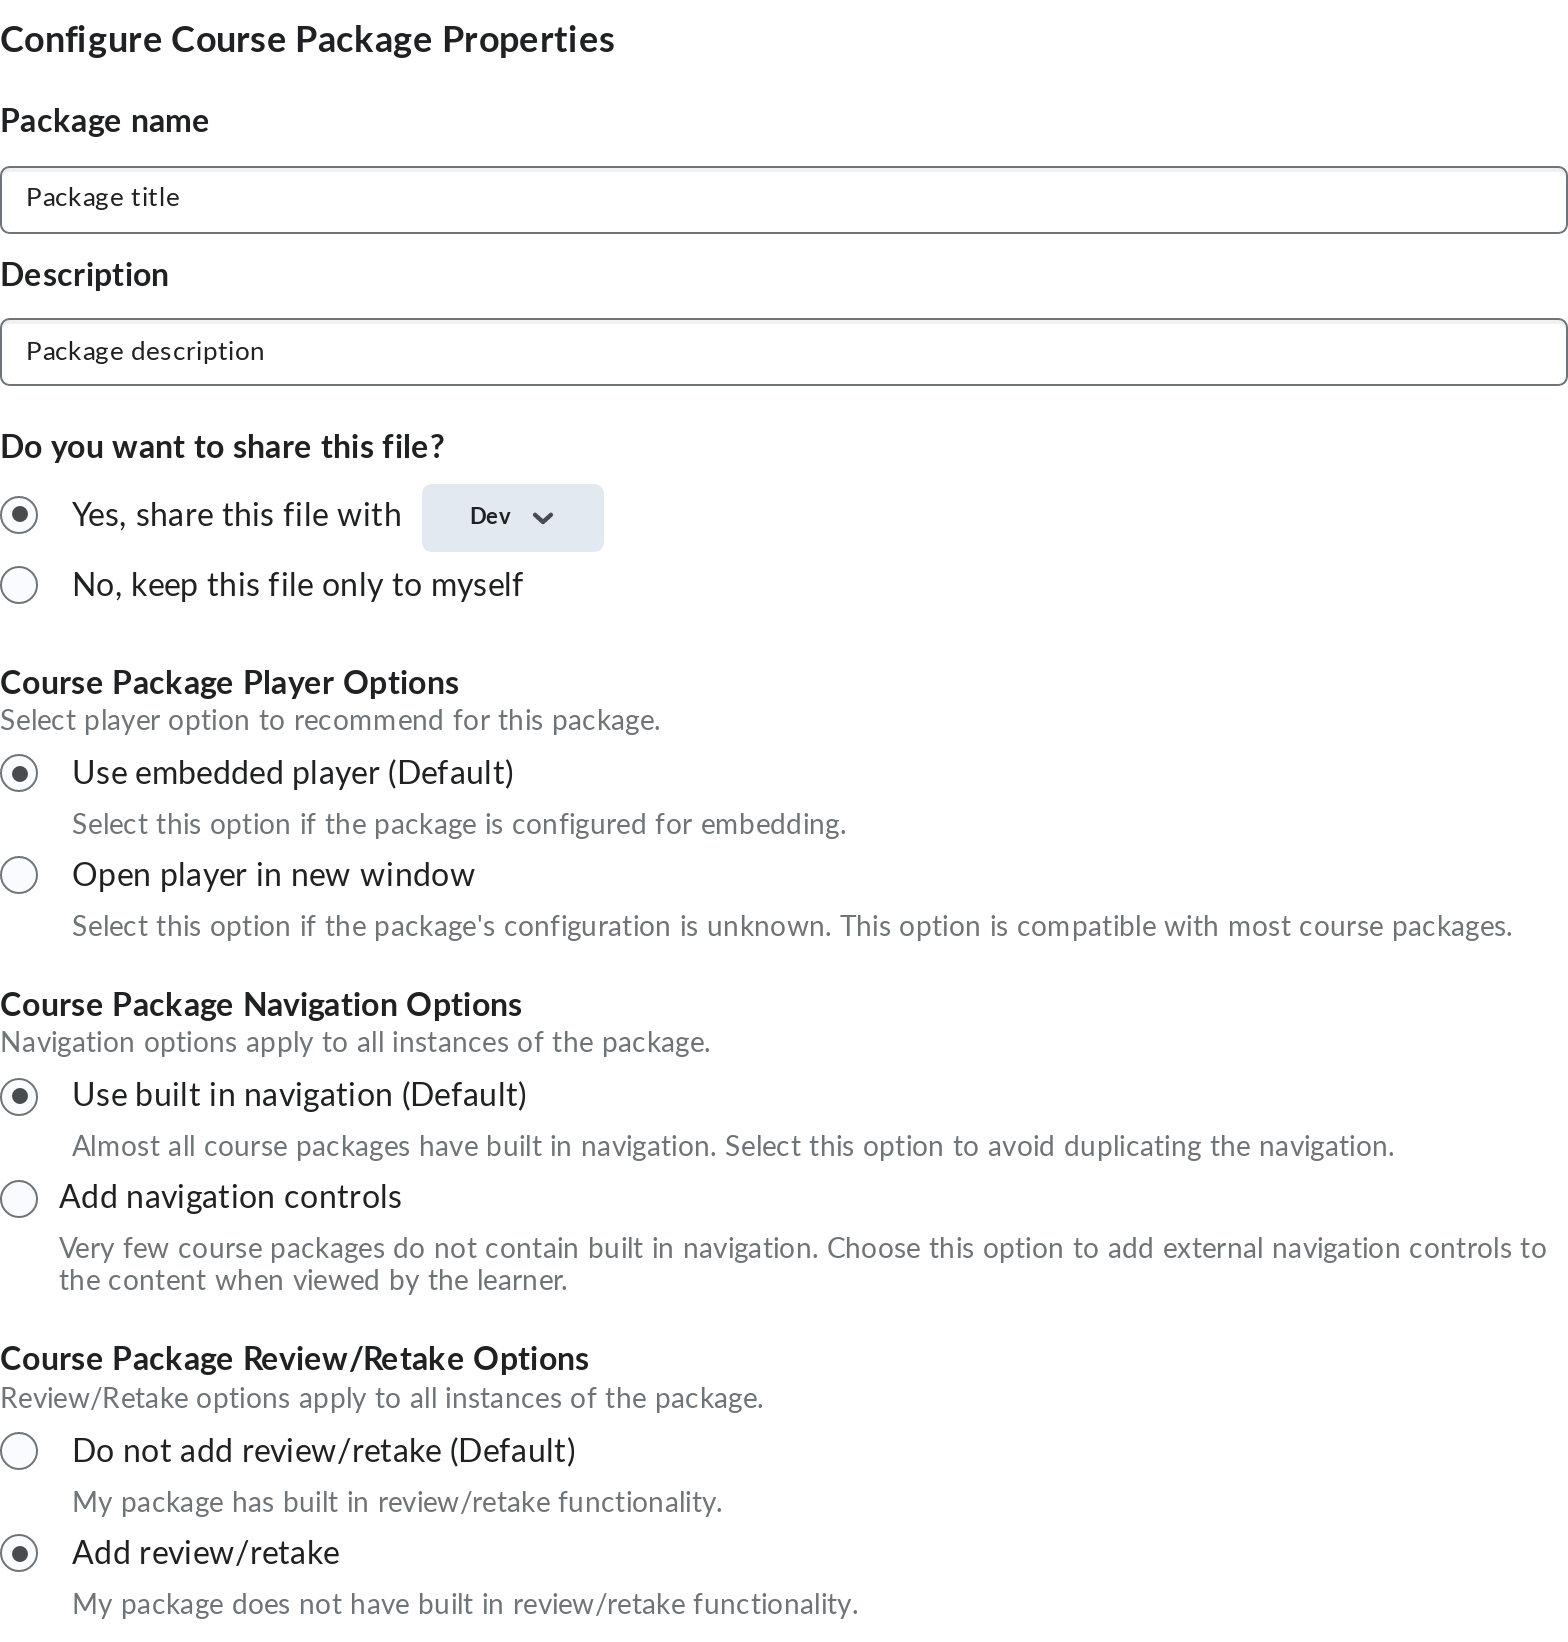 Configure Course Package Properties
Package name
Package title
Description
Package description
Do you want to share this file?
Yes, share this file with Dev
No, keep this file only to myself
Course Package Player Options
Select player option to recommend for this package.
Use embedded player (Default)
Select this option if the package is configured for embedding.
Open player in new window
Select this option if the package's configuration is unknown. This option is compatible with most course packages.
Course Package Navigation Options
Navigation options apply to all instances of the package.
Use built in navigation (Default)
Almost all course packages have built in navigation. Select this option to avoid duplicating the navigation.
Add navigation controls
Very few course packages do not contain built in navigation. Choose this option to add external navigation controls to
the content when viewed by the learner.
Course Package Review/Retake Options
Review/Retake options apply to all instances of the package.
Do not add review/retake (Default)
My package has built in review/retake functionality.
Add review/retake
My package does not have built in review/retake functionality.